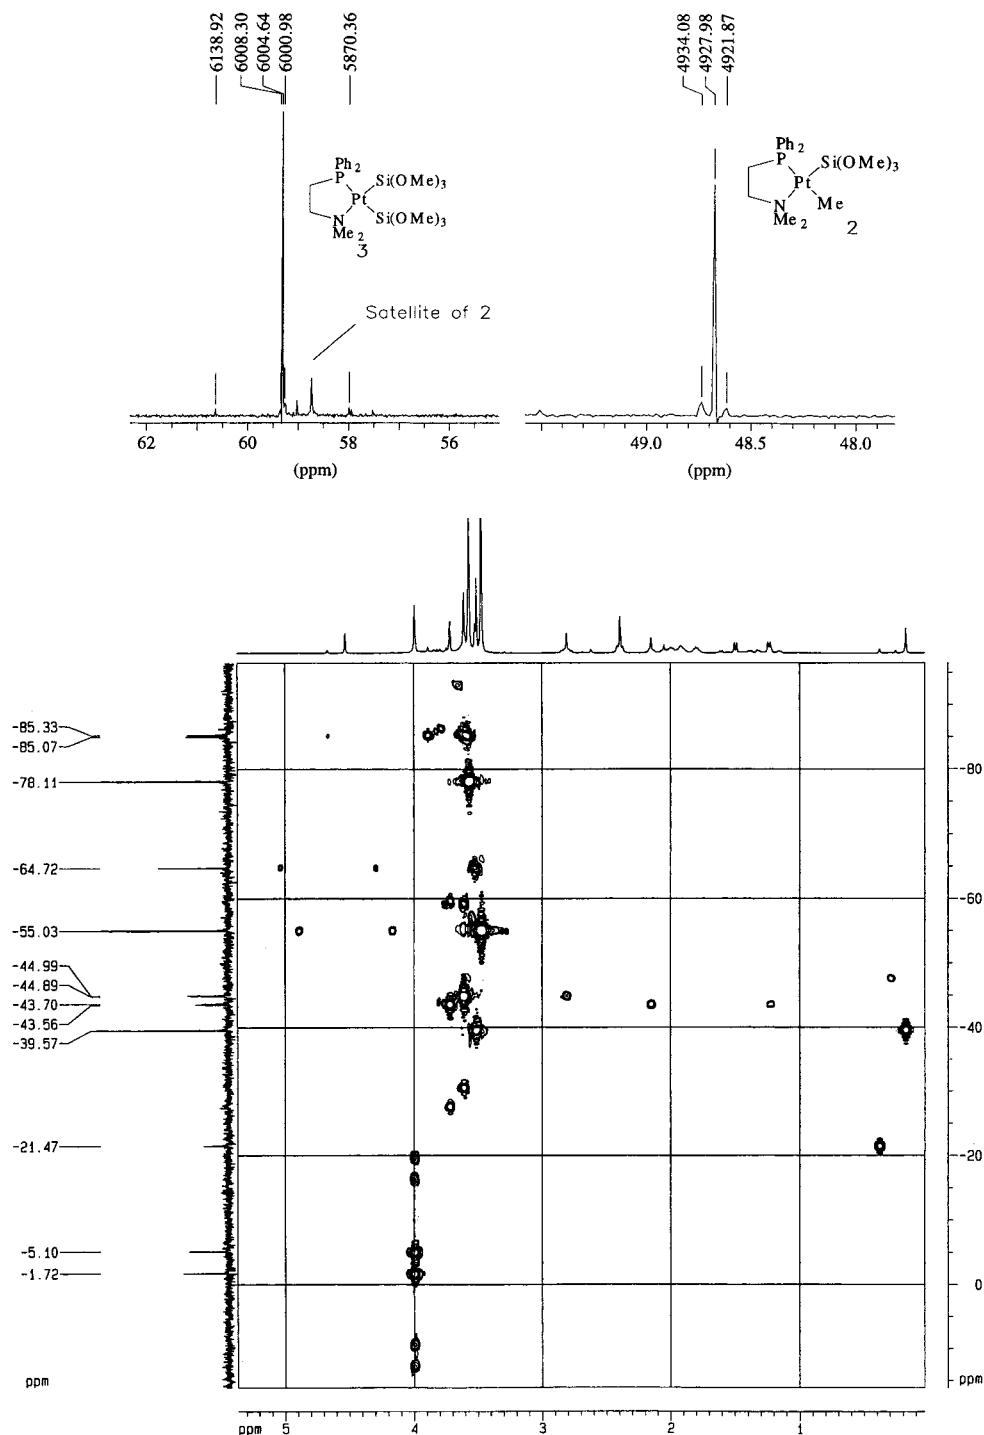 6138.92
6008.30
6004.64
6000.98
5870.36
4934.08
4927.98
4921.87
Ph2
P
Pt
Si(OMe)3
Si(OMe)3
N
Me2
3
Satellite of 2
Ph2
P
Pt
Si(OMe)3
Me
N
Me2
2
62 60 58 56
(ppm)
49.0 48.5 48.0
(ppm)
-85.33
-85.07
-78.11
-64.72
-55.03
-44.99
-44.89
-43.70
-43.56
-39.57
-21.47
-5.10
-1.72
ppm
-80
-60
-40
-20
0
ppm
ppm 5 4 3 2 1